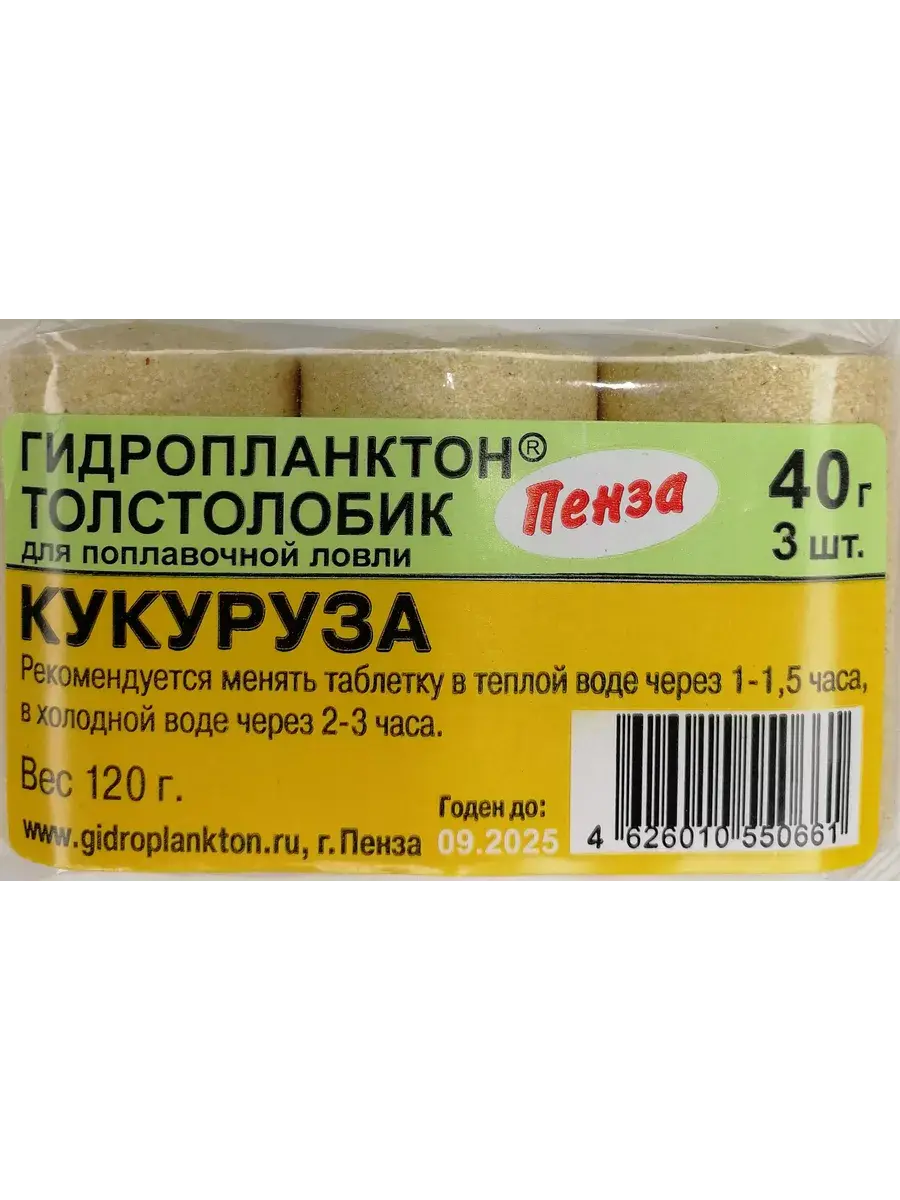 ГИДРОПЛАНКТОН®
ТОЛСТОЛОБИК
для поплавочной ловли
Пенза
40 г
3 шт.
КУКУРУЗА
Рекомендуется менять таблетку в теплой воде через 1-1,5 часа,
в холодной воде через 2-3 часа.
Вес 120 г.
www.gidroplankton.ru, г. Пенза
Годен до:
09.2025
4 626010 550661